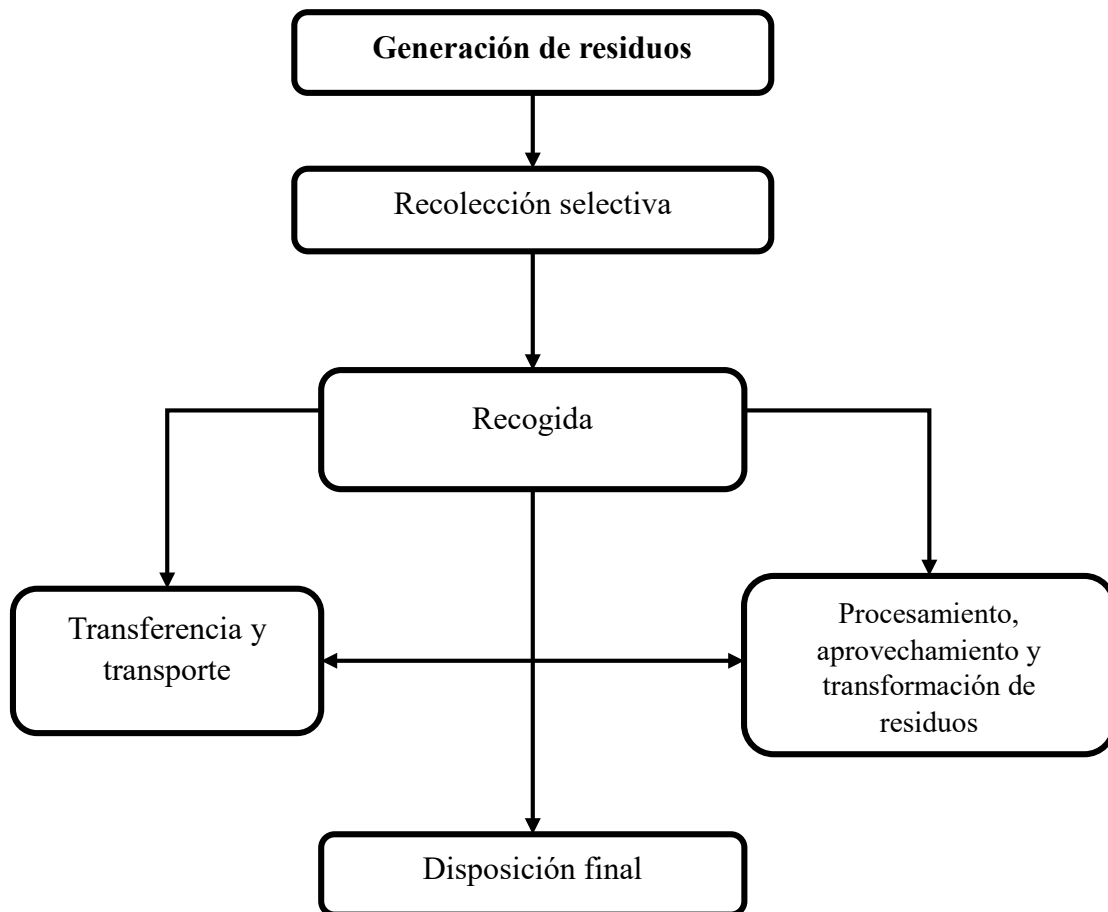 Generación de residuos
Recolección selectiva
Recogida
Transferencia y
transporte
Procesamiento,
aprovechamiento y
transformación de
residuos
Disposición final